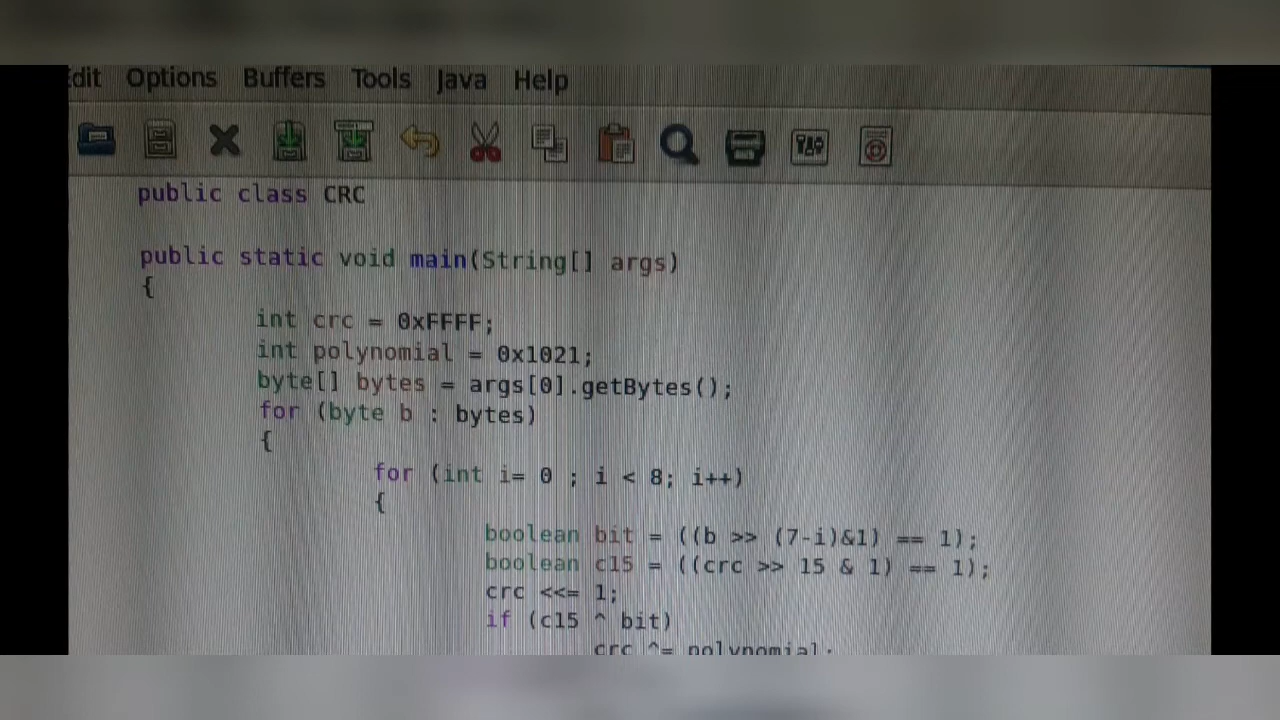 Edit Options Buffers Tools Java Help
public class CRC
public static void main(String[] args)
{
int crc = 0xFFFF;
int polynomial = 0x1021;
byte[] bytes = args[0].getBytes();
for (byte b : bytes)
{
for (int i= 0 ; i < 8; i++)
{
boolean bit = ((b >> (7-i)&1) == 1);
boolean c15 = ((crc >> 15 & 1) == 1);
crc <<= 1;
if (c15 ^ bit)
crc ^= polynomial;